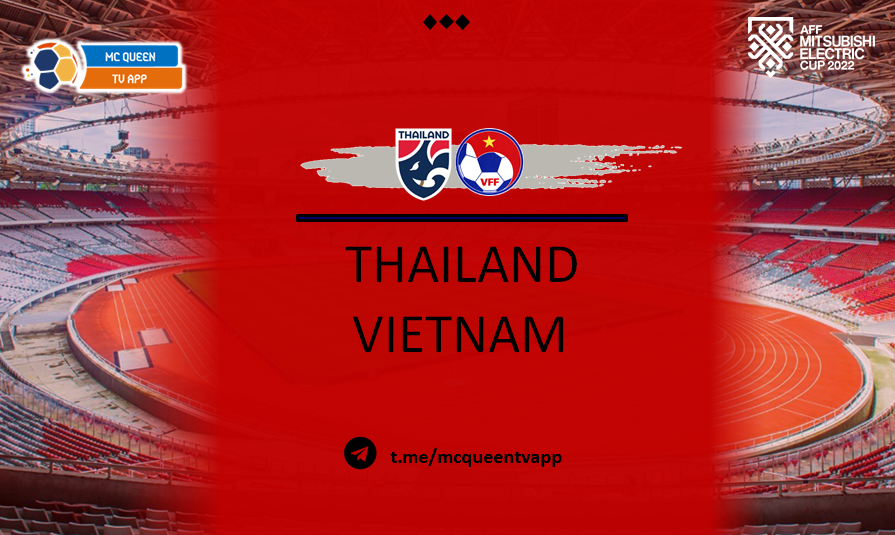 MC QUEEN
TV APP
AFF
MITSUBISHI
ELECTRIC
CUP 2022
THAILAND
VFF
THAILAND
VIETNAM
t.me/mcqueentvapp